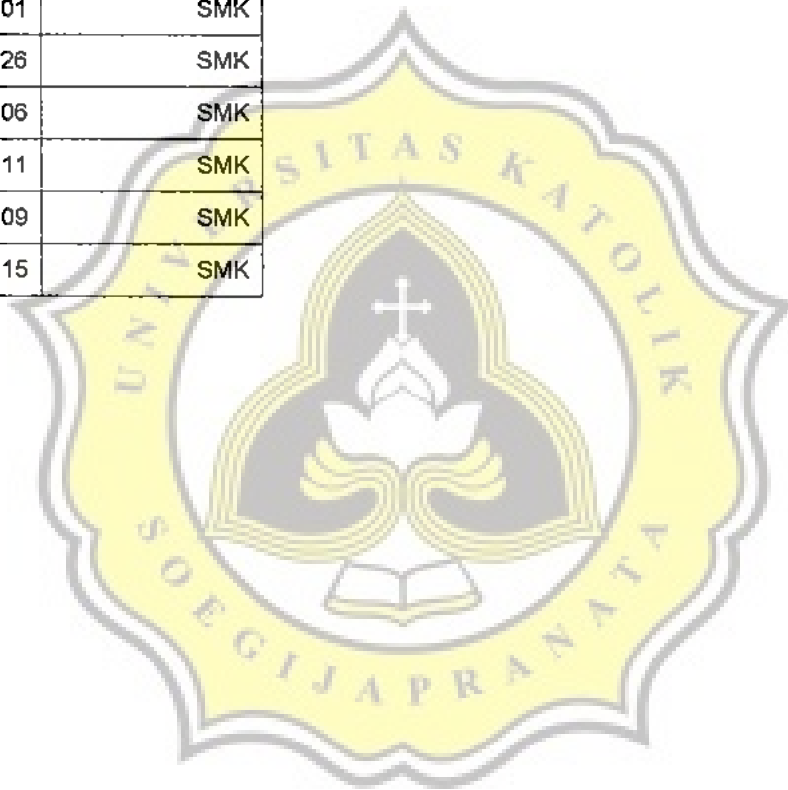 01 SMK
26 SMK
06 SMK
11 SMK
09 SMK
15 SMK
UNIVERSITAS KATOLIK
SOEGIJAPRANATA